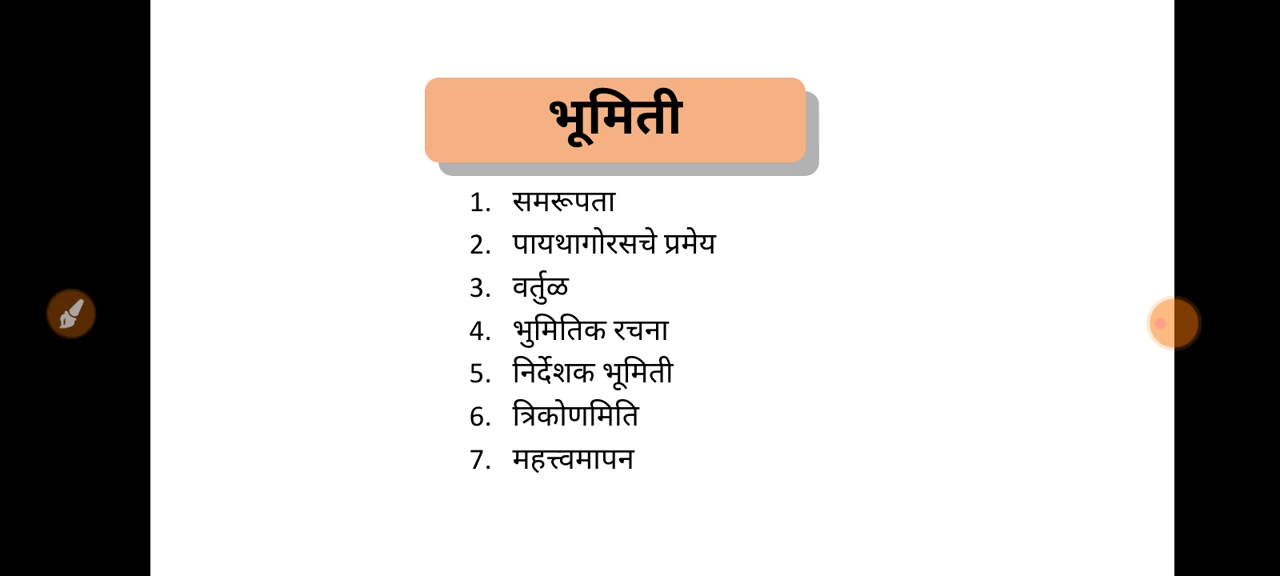 भूमिती
1. समरूपता
2. पायथागोरसचे प्रमेय
3. वर्तुळ
4. भुमितिक रचना
5. निर्देशक भूमिती
6. त्रिकोणमिति
7. महत्त्वमापन